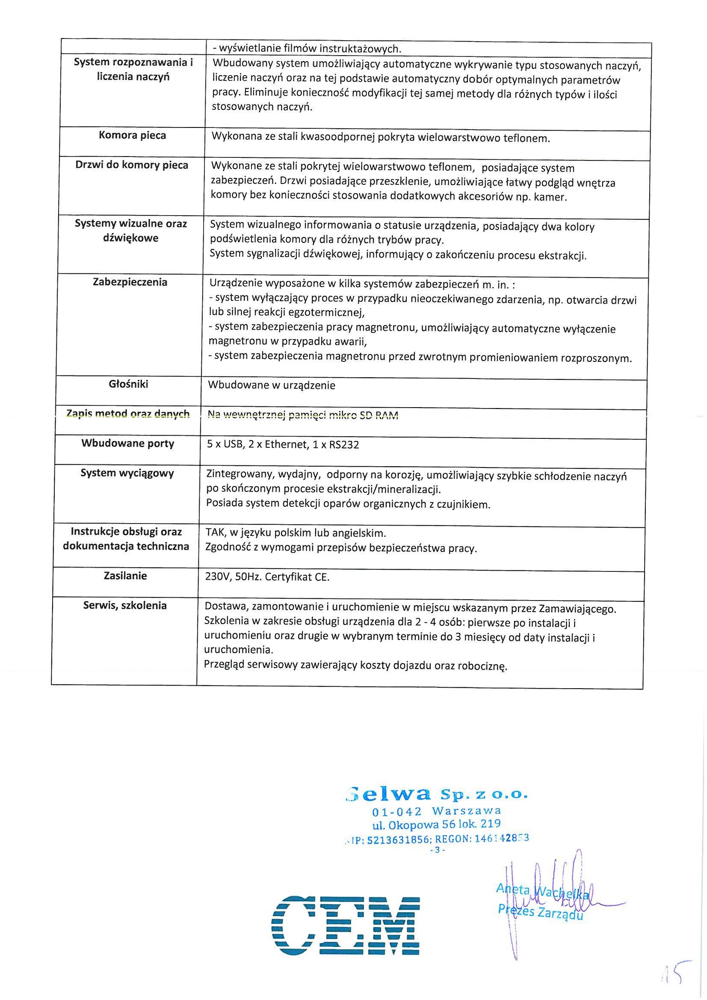 - wyświetlanie filmów instruktażowych.
System rozpoznawania i
liczenia naczyń
Wbudowany system umożliwiający automatyczne wykrywanie typu stosowanych naczyń,
liczenie naczyń oraz na tej podstawie automatyczny dobór optymalnych parametrów
pracy. Eliminuje konieczność modyfikacji tej samej metody dla różnych typów i ilości
stosowanych naczyń.
Komora pieca
Wykonana ze stali kwasoodpornej pokryta wielowarstwowo teflonem.
Drzwi do komory pieca
Wykonane ze stali pokrytej wielowarstwowo teflonem, posiadające system
zabezpieczeń. Drzwi posiadające przeszklenie, umożliwiające łatwy podgląd wnętrza
komory bez konieczności stosowania dodatkowych akcesoriów np. kamer.
Systemy wizualne oraz
dźwiękowe
System wizualnego informowania o statusie urządzenia, posiadający dwa kolory
podświetlenia komory dla różnych trybów pracy.
System sygnalizacji dźwiękowej, informujący o zakończeniu procesu ekstrakcji.
Zabezpieczenia
Urządzenie wyposażone w kilka systemów zabezpieczeń m. in. :
- system wyłączający proces w przypadku nieoczekiwanego zdarzenia, np. otwarcia drzwi
lub silnej reakcji egzotermicznej,
- system zabezpieczenia pracy magnetronu, umożliwiający automatyczne wyłączenie
magnetronu w przypadku awarii,
- system zabezpieczenia magnetronu przed zwrotnym promieniowaniem rozproszonym.
Głośniki
Wbudowane w urządzenie
Zapis metod oraz danych
Na wewnętrznej pamięci mikro SD RAM
Wbudowane porty
5 x USB, 2 x Ethernet, 1 x RS232
System wyciągowy
Zintegrowany, wydajny, odporny na korozję, umożliwiający szybkie schłodzenie naczyń
po skończonym procesie ekstrakcji/mineralizacji.
Posiada system detekcji oparów organicznych z czujnikiem.
Instrukcje obsługi oraz
dokumentacja techniczna
TAK, w języku polskim lub angielskim.
Zgodność z wymogami przepisów bezpieczeństwa pracy.
Zasilanie
230V, 50Hz. Certyfikat CE.
Serwis, szkolenia
Dostawa, zamontowanie i uruchomienie w miejscu wskazanym przez Zamawiającego.
Szkolenia w zakresie obsługi urządzenia dla 2 - 4 osób: pierwsze po instalacji i
uruchomieniu oraz drugie w wybranym terminie do 3 miesięcy od daty instalacji i
uruchomienia.
Przegląd serwisowy zawierający koszty dojazdu oraz robociznę.
Selwa Sp. z o.o.
01-042 Warszawa
ul. Okopowa 56 lok. 219
NIP: 5213631856; REGON: 146142853
- 3 -
Aneta Wachelka
Prezes Zarządu
CEM
15